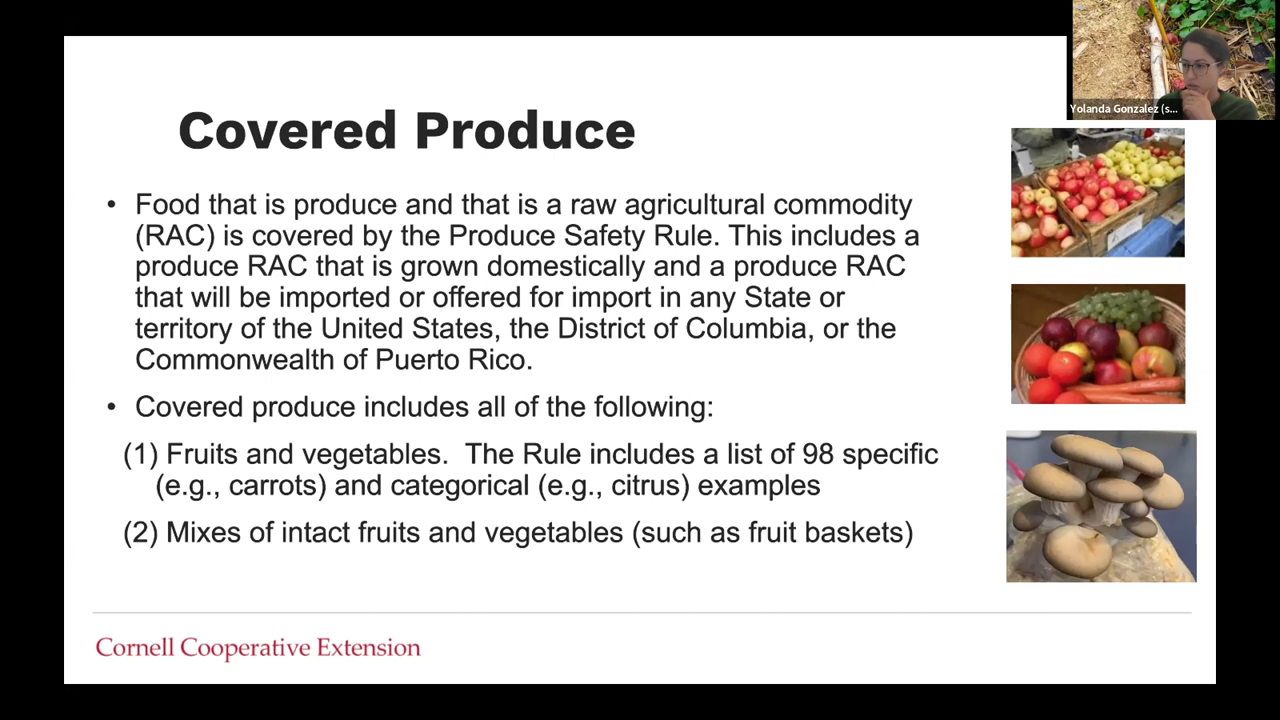 Yolanda Gonzalez (s...
Covered Produce
• Food that is produce and that is a raw agricultural commodity
(RAC) is covered by the Produce Safety Rule. This includes a
produce RAC that is grown domestically and a produce RAC
that will be imported or offered for import in any State or
territory of the United States, the District of Columbia, or the
Commonwealth of Puerto Rico.
• Covered produce includes all of the following:
(1) Fruits and vegetables. The Rule includes a list of 98 specific
(e.g., carrots) and categorical (e.g., citrus) examples
(2) Mixes of intact fruits and vegetables (such as fruit baskets)
Cornell Cooperative Extension